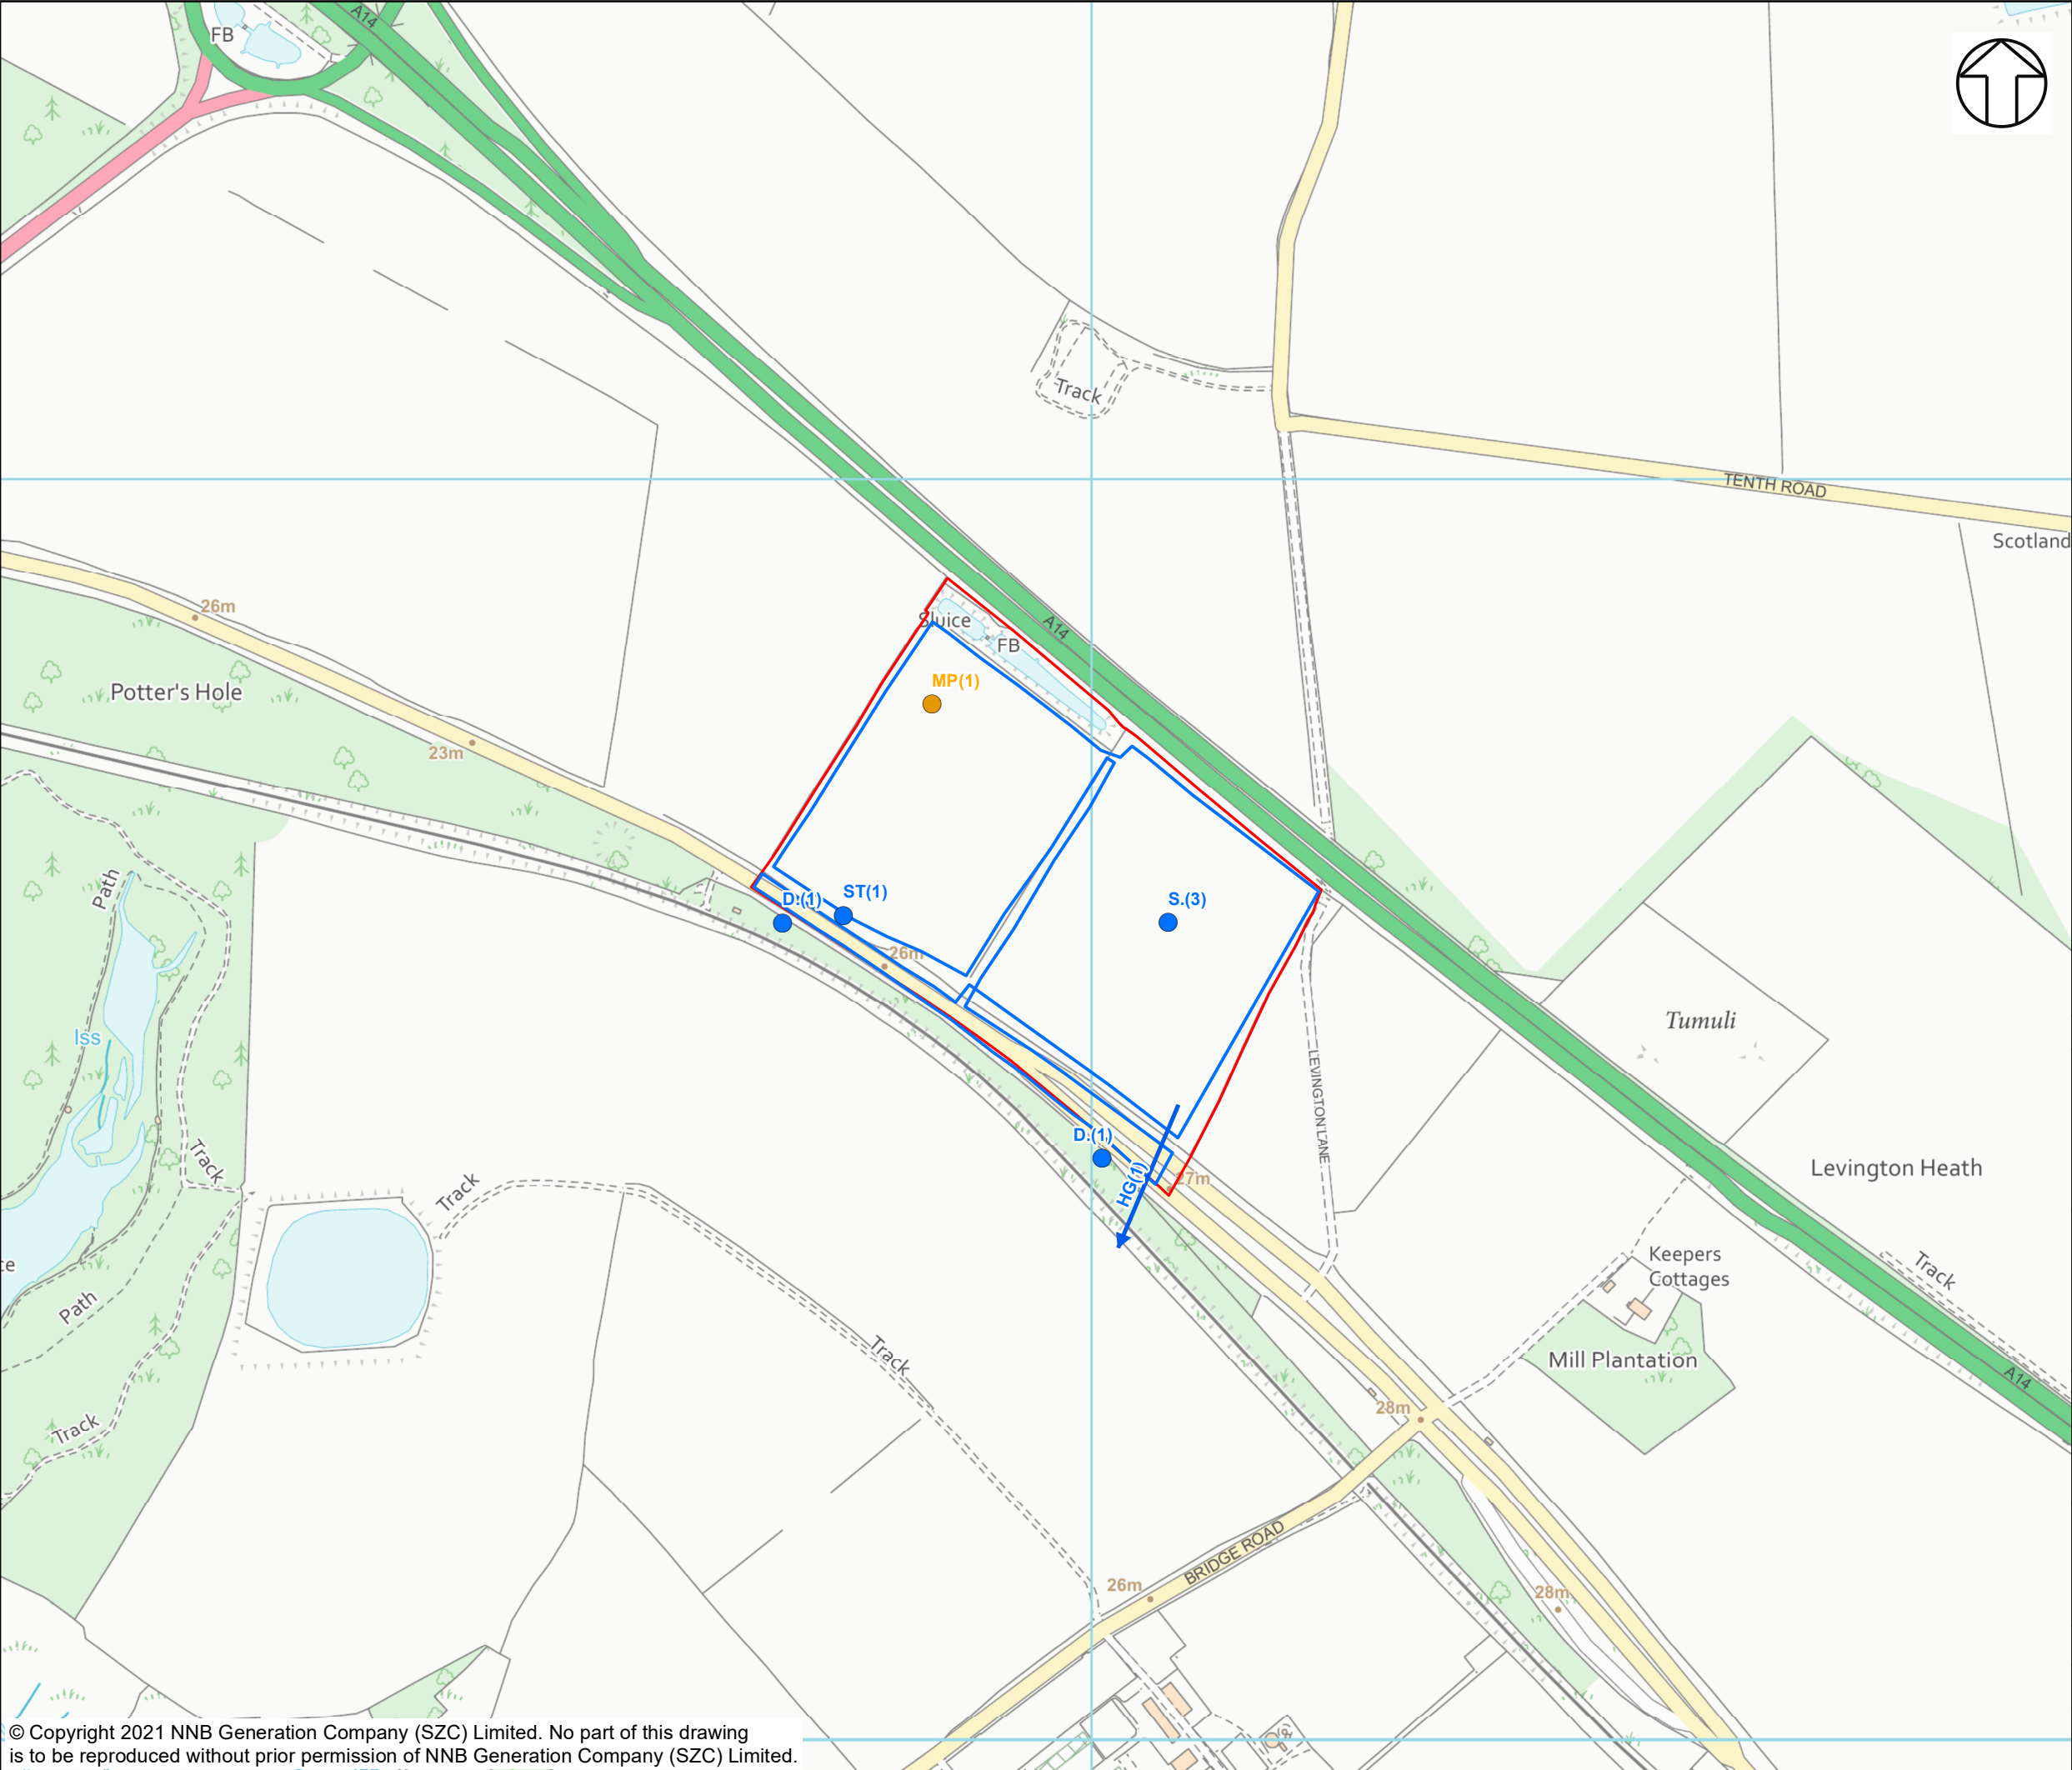 A14
FB
Track
TENTH ROAD
Scotland
26m
Sluice
A14
FB
MP(1)
Potter's Hole
23m
Path
D.(1)
ST(1)
S.(3)
26m
Tumuli
Iss
LEVINGTON LANE
D.(1)
Track
HG(1)
27m
Levington Heath
Track
Keepers
Cottages
Track
Path
Track
Mill Plantation
A14
28m
Track
BRIDGE ROAD
26m
28m
© Copyright 2021 NNB Generation Company (SZC) Limited. No part of this drawing
is to be reproduced without prior permission of NNB Generation Company (SZC) Limited.